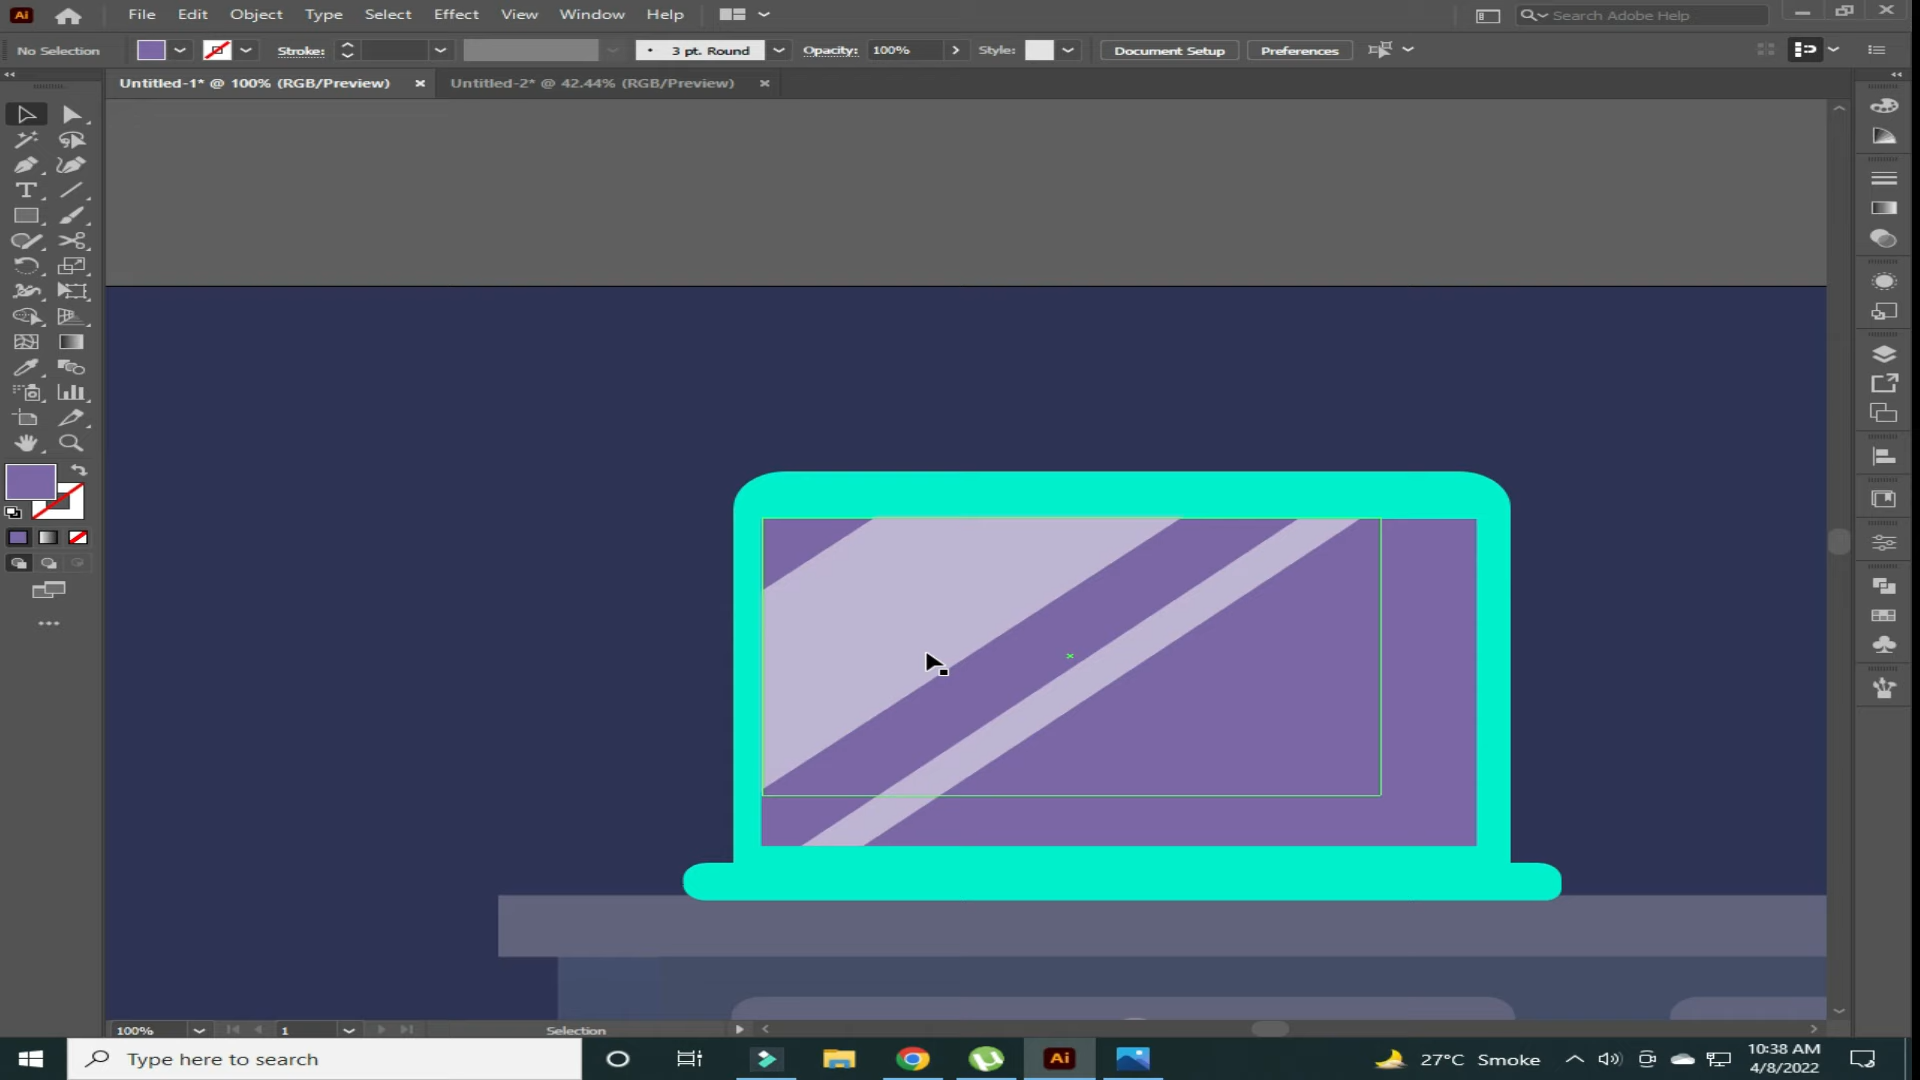 Ai File Edit Object Type Select Effect View Window Help Search Adobe Help
No Selection Stroke: 3 pt. Round Opacity: 100% Style: Document Setup Preferences
Untitled-1* @ 100% (RGB/Preview) × Untitled-2* @ 42.44% (RGB/Preview) ×
T
100% 1 Selection
Type here to search Ai 27°C Smoke 10:38 AM
4/8/2022